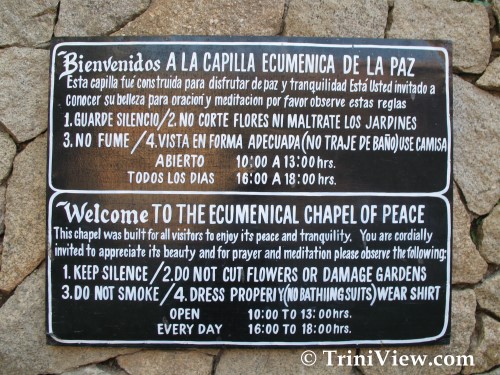 Bienvenidos A LA CAPILLA ECUMENICA DE LA PAZ
Esta capilla fué construida para disfrutar de paz y tranquilidad Está Usted invitado a
conocer su belleza para oracion y meditacion por favor observe estas reglas
1.GUARDE SILENCIO/2.NO CORTE FLORES NI MALTRATE LOS JARDINES
3.NO FUME/4.VISTA EN FORMA ADECUADA(NO TRAJE DE BAÑO)USE CAMISA
ABIERTO 10:00 A 13:00 hrs.
TODOS LOS DIAS 16:00 A 18:00 hrs.
Welcome TO THE ECUMENICAL CHAPEL OF PEACE
This chapel was built for all visitors to enjoy its peace and tranquility. You are cordially
invited to appreciate its beauty and for prayer and meditation please observe the following:
1.KEEP SILENCE/2.DO NOT CUT FLOWERS OR DAMAGE GARDENS
3.DO NOT SMOKE/4.DRESS PROPERIY(NO BATHIING SUITS)WEAR SHIRT
OPEN 10:00 TO 13:00 hrs.
EVERY DAY 16:00 TO 18:00 hrs.
© TriniView.com